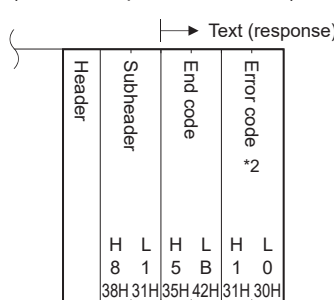 Text (response)
Header
Subheader
End code
Error code
*2
H L H L H L
8 1 5 B 1 0
38H 31H 35H 42H 31H 30H